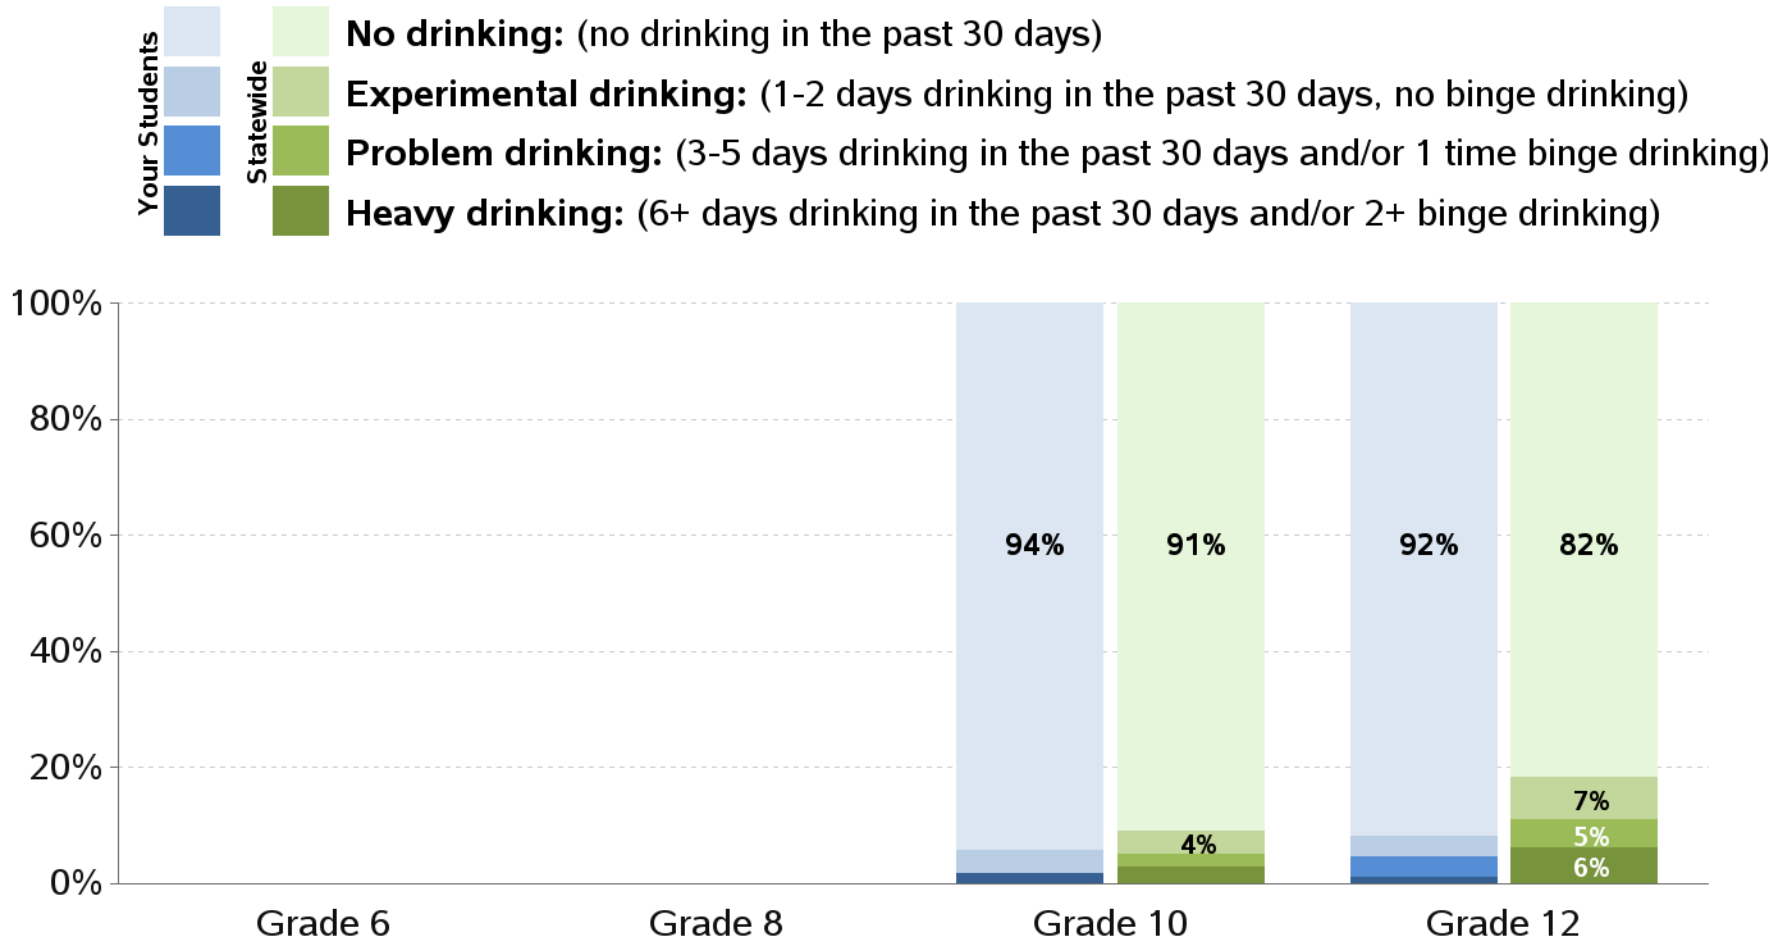 Your Students
Statewide
No drinking: (no drinking in the past 30 days)
Experimental drinking: (1-2 days drinking in the past 30 days, no binge drinking)
Problem drinking: (3-5 days drinking in the past 30 days and/or 1 time binge drinking)
Heavy drinking: (6+ days drinking in the past 30 days and/or 2+ binge drinking)
100%
80%
60%
40%
20%
0%
94%
91%
4%
92%
82%
7%
5%
6%
Grade 6
Grade 8
Grade 10
Grade 12